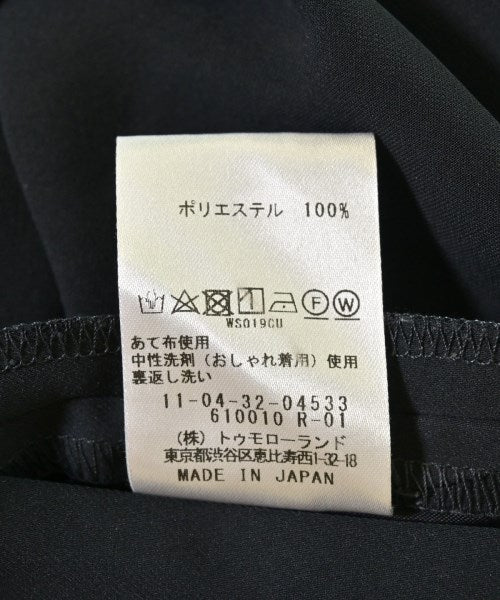 ポリエステル 100%
F W
WS019CU
あて布使用
中性洗剤(おしゃれ着用)使用
裏返し洗い
11-04-32-04533
610010 R-01
(株)トゥモローランド
東京都渋谷区恵比寿西1-32-18
MADE IN JAPAN